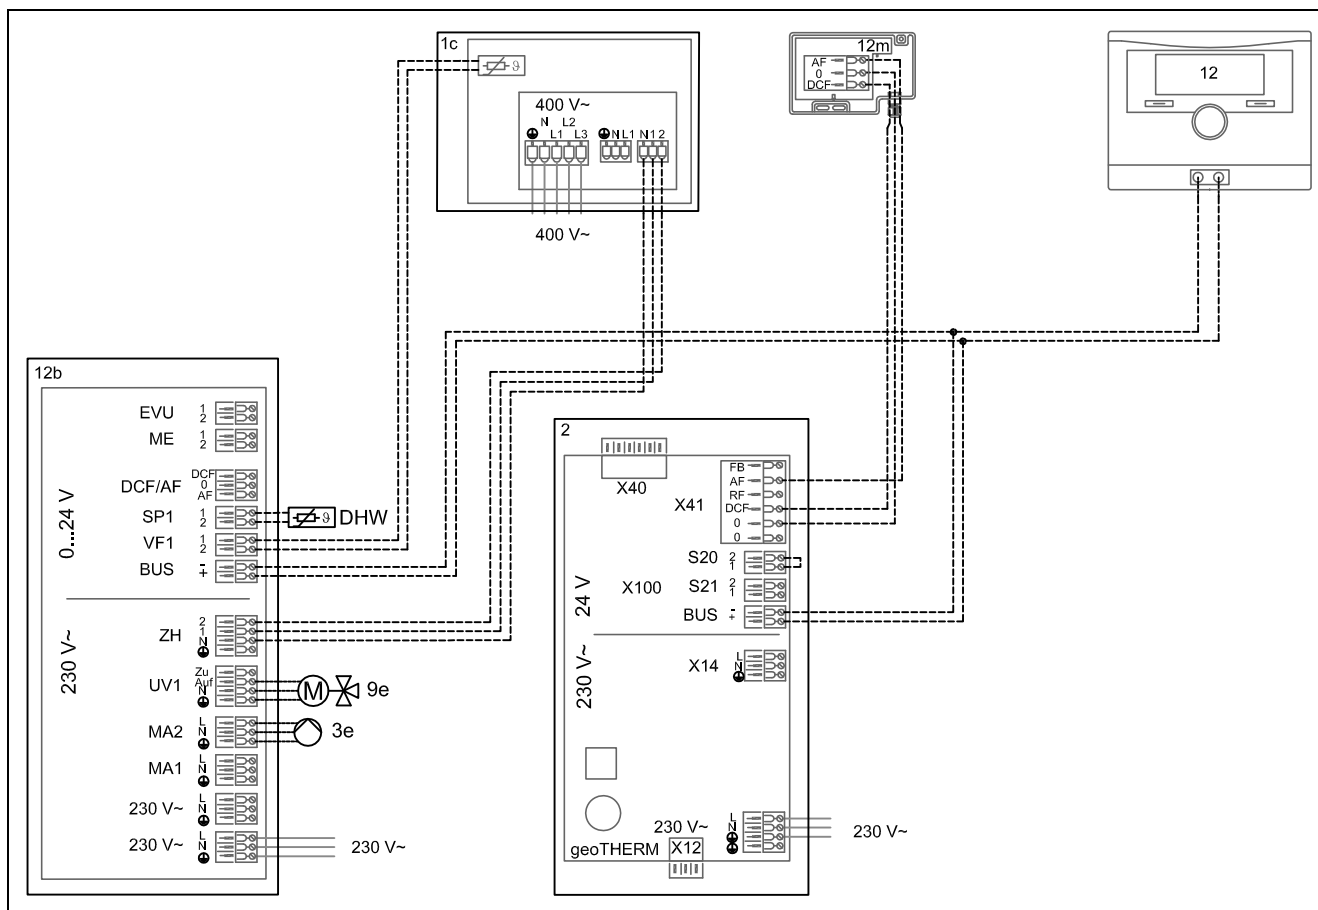 1c
400 V~
N L2
L1 L3
N L1
N 1 2
400 V~
12m
AF
0
DCF
12
12b
0...24 V
EVU 1
2
ME 1
2
DCF/AF DCF
0
AF
SP1 1
2
DHW
VF1 1
2
BUS -
+
230 V~
ZH 2
1
N
UV1 Zu
Auf
N
M 9e
MA2 L
N
3e
MA1 L
N
230 V~ L
N
230 V~ L
N
230 V~
2
X40
X41
FB
AF
RF
DCF
0
0
24 V
X100
S20 2
1
S21 2
1
BUS -
+
230 V~
X14 L
N
230 V~
L
N
230 V~
geoTHERM X12